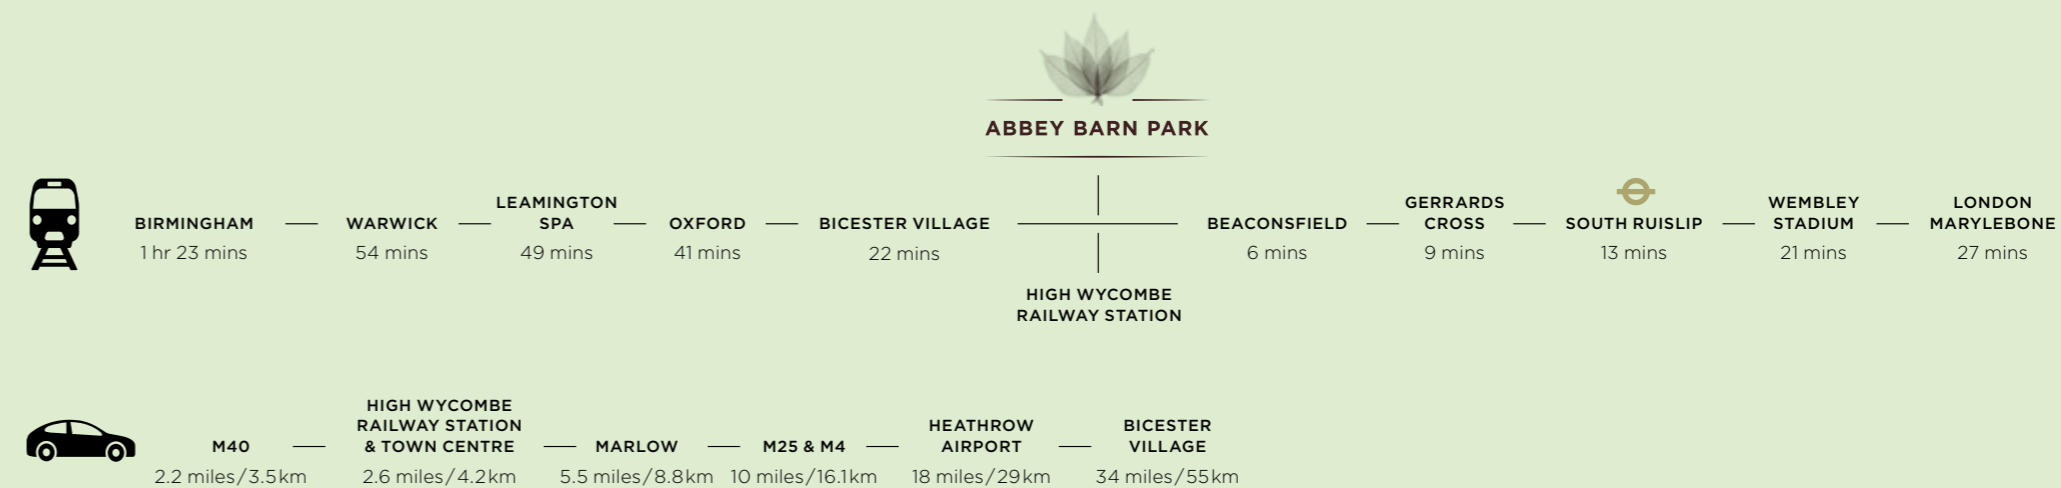 ABBEY BARN PARK
BIRMINGHAM
1 hr 23 mins
WARWICK
54 mins
LEAMINGTON
SPA
49 mins
OXFORD
41 mins
BICESTER VILLAGE
22 mins
HIGH WYCOMBE
RAILWAY STATION
BEACONSFIELD
6 mins
GERRARDS
CROSS
9 mins
SOUTH RUISLIP
13 mins
WEMBLEY
STADIUM
21 mins
LONDON
MARYLEBONE
27 mins
M40
2.2 miles/3.5km
HIGH WYCOMBE
RAILWAY STATION
& TOWN CENTRE
2.6 miles/4.2km
MARLOW
5.5 miles/8.8km
M25 & M4
10 miles/16.1km
HEATHROW
AIRPORT
18 miles/29km
BICESTER
VILLAGE
34 miles/55km